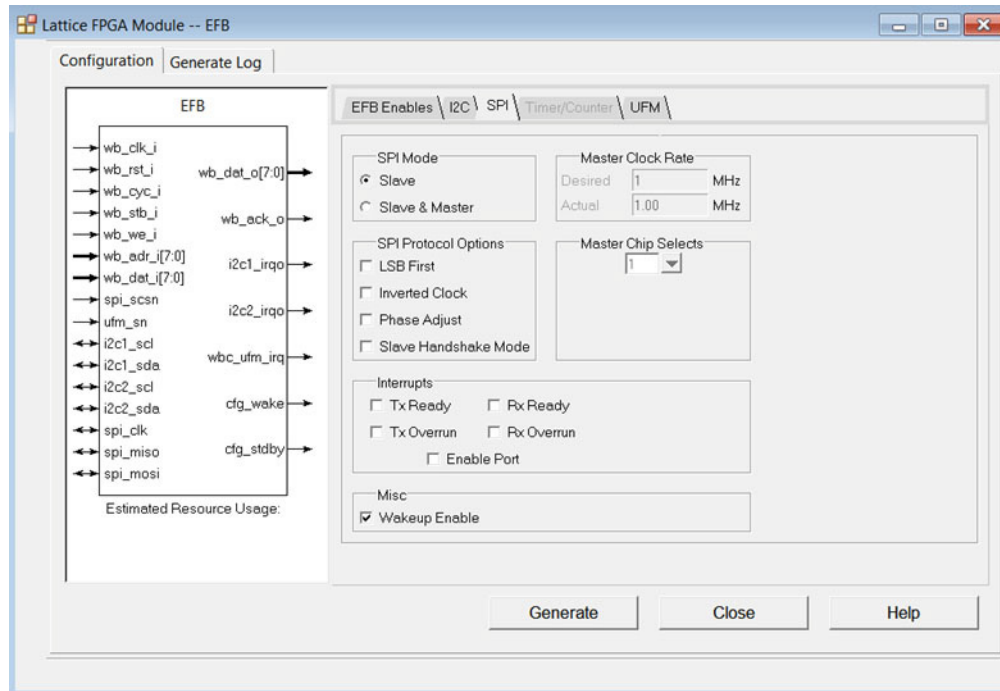 Lattice FPGA Module -- EFB
Configuration
Generate Log
EFB
wb_clk_i
wb_rst_i
wb_cyc_i
wb_stb_i
wb_we_i
wb_adr_i[7:0]
wb_dat_i[7:0]
spi_scsn
ufm_sn
i2c1_scl
i2c1_sda
i2c2_scl
i2c2_sda
spi_clk
spi_miso
spi_mosi
wb_dat_o[7:0]
wb_ack_o
i2c1_irqo
i2c2_irqo
wbc_ufm_irq
cfg_wake
cfg_stdby
Estimated Resource Usage:
EFB Enables
I2C
SPI
Timer/Counter
UFM
SPI Mode
Slave
Slave & Master
Master Clock Rate
Desired 1 MHz
Actual 1.00 MHz
SPI Protocol Options
LSB First
Inverted Clock
Phase Adjust
Slave Handshake Mode
Master Chip Selects
1
Interrupts
Tx Ready Rx Ready
Tx Overrun Rx Overrun
Enable Port
Misc
Wakeup Enable
Generate
Close
Help